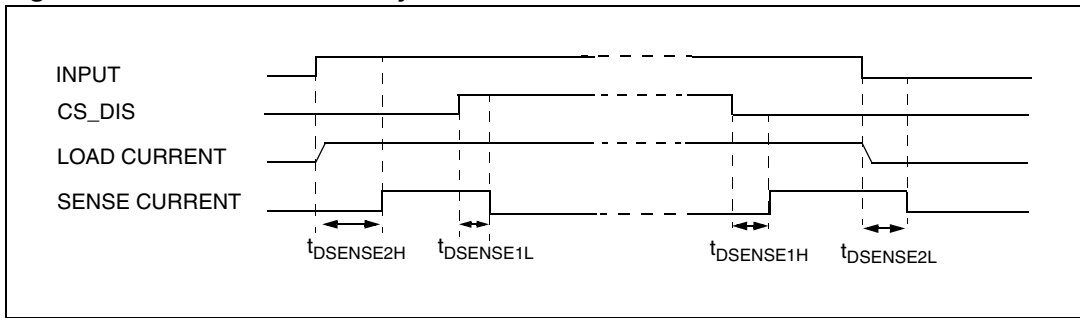 INPUT
CS_DIS
LOAD CURRENT
SENSE CURRENT
tDSENSE2H
tDSENSE1L
tDSENSE1H
tDSENSE2L